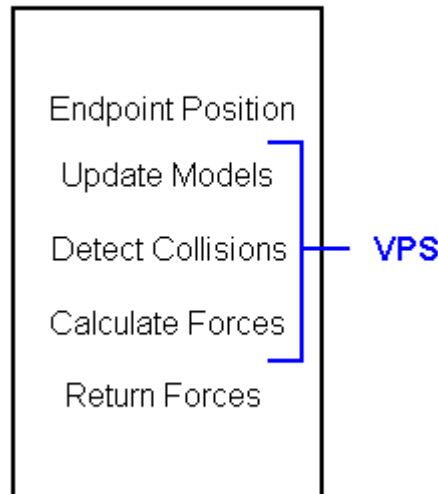 Endpoint Position
Update Models
Detect Collisions
VPS
Calculate Forces
Return Forces